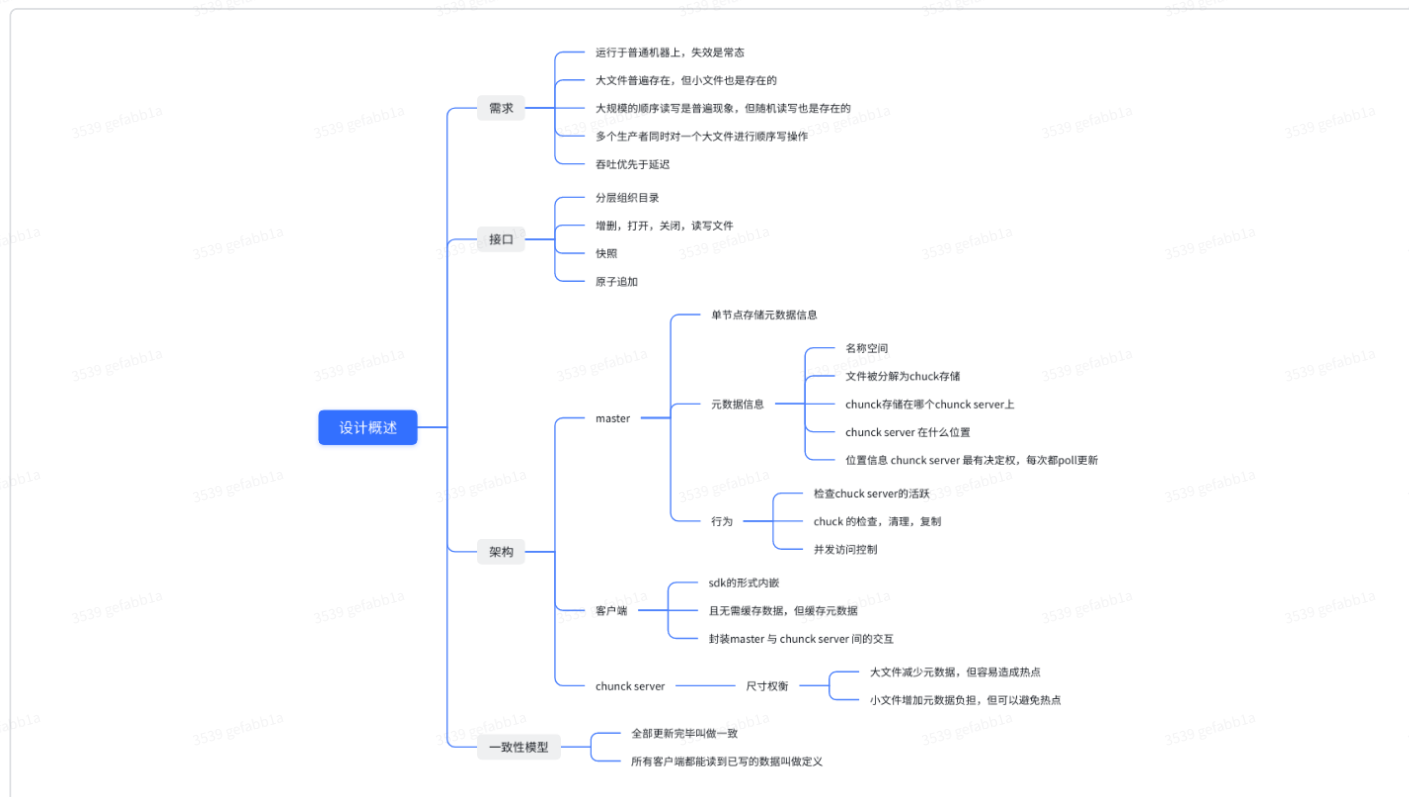 设计概述
需求
运行于普通机器上，失效是常态
大文件普遍存在，但小文件也是存在的
大规模的顺序读写是普遍现象，但随机读写也是存在的
多个生产者同时对一个大文件进行顺序写操作
吞吐优先于延迟
接口
分层组织目录
增删，打开，关闭，读写文件
快照
原子追加
架构
master
单节点存储元数据信息
元数据信息
名称空间
文件被分解为chuck存储
chunck存储在哪个chunck server上
chunck server 在什么位置
位置信息 chunck server 最有决定权，每次都poll更新
行为
检查chuck server的活跃
chuck 的检查，清理，复制
并发访问控制
客户端
sdk的形式内嵌
且无需缓存数据，但缓存元数据
封装master 与 chunck server 间的交互
chunck server
尺寸权衡
大文件减少元数据，但容易造成热点
小文件增加元数据负担，但可以避免热点
一致性模型
全部更新完毕叫做一致
所有客户端都能读到已写的数据叫做定义
3539 gefabb1a